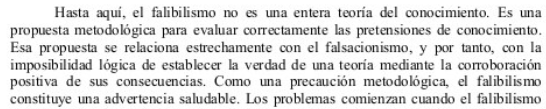 Hasta aquí, el falibilismo no es una entera teoría del conocimiento. Es una
propuesta metodológica para evaluar correctamente las pretensiones de conocimiento.
Esa propuesta se relaciona estrechamente con el falsacionismo, y por tanto, con la
imposibilidad lógica de establecer la verdad de una teoría mediante la corroboración
positiva de sus consecuencias. Como una precaución metodológica, el falibilismo
constituye una advertencia saludable. Los problemas comienzan cuando el falibilismo